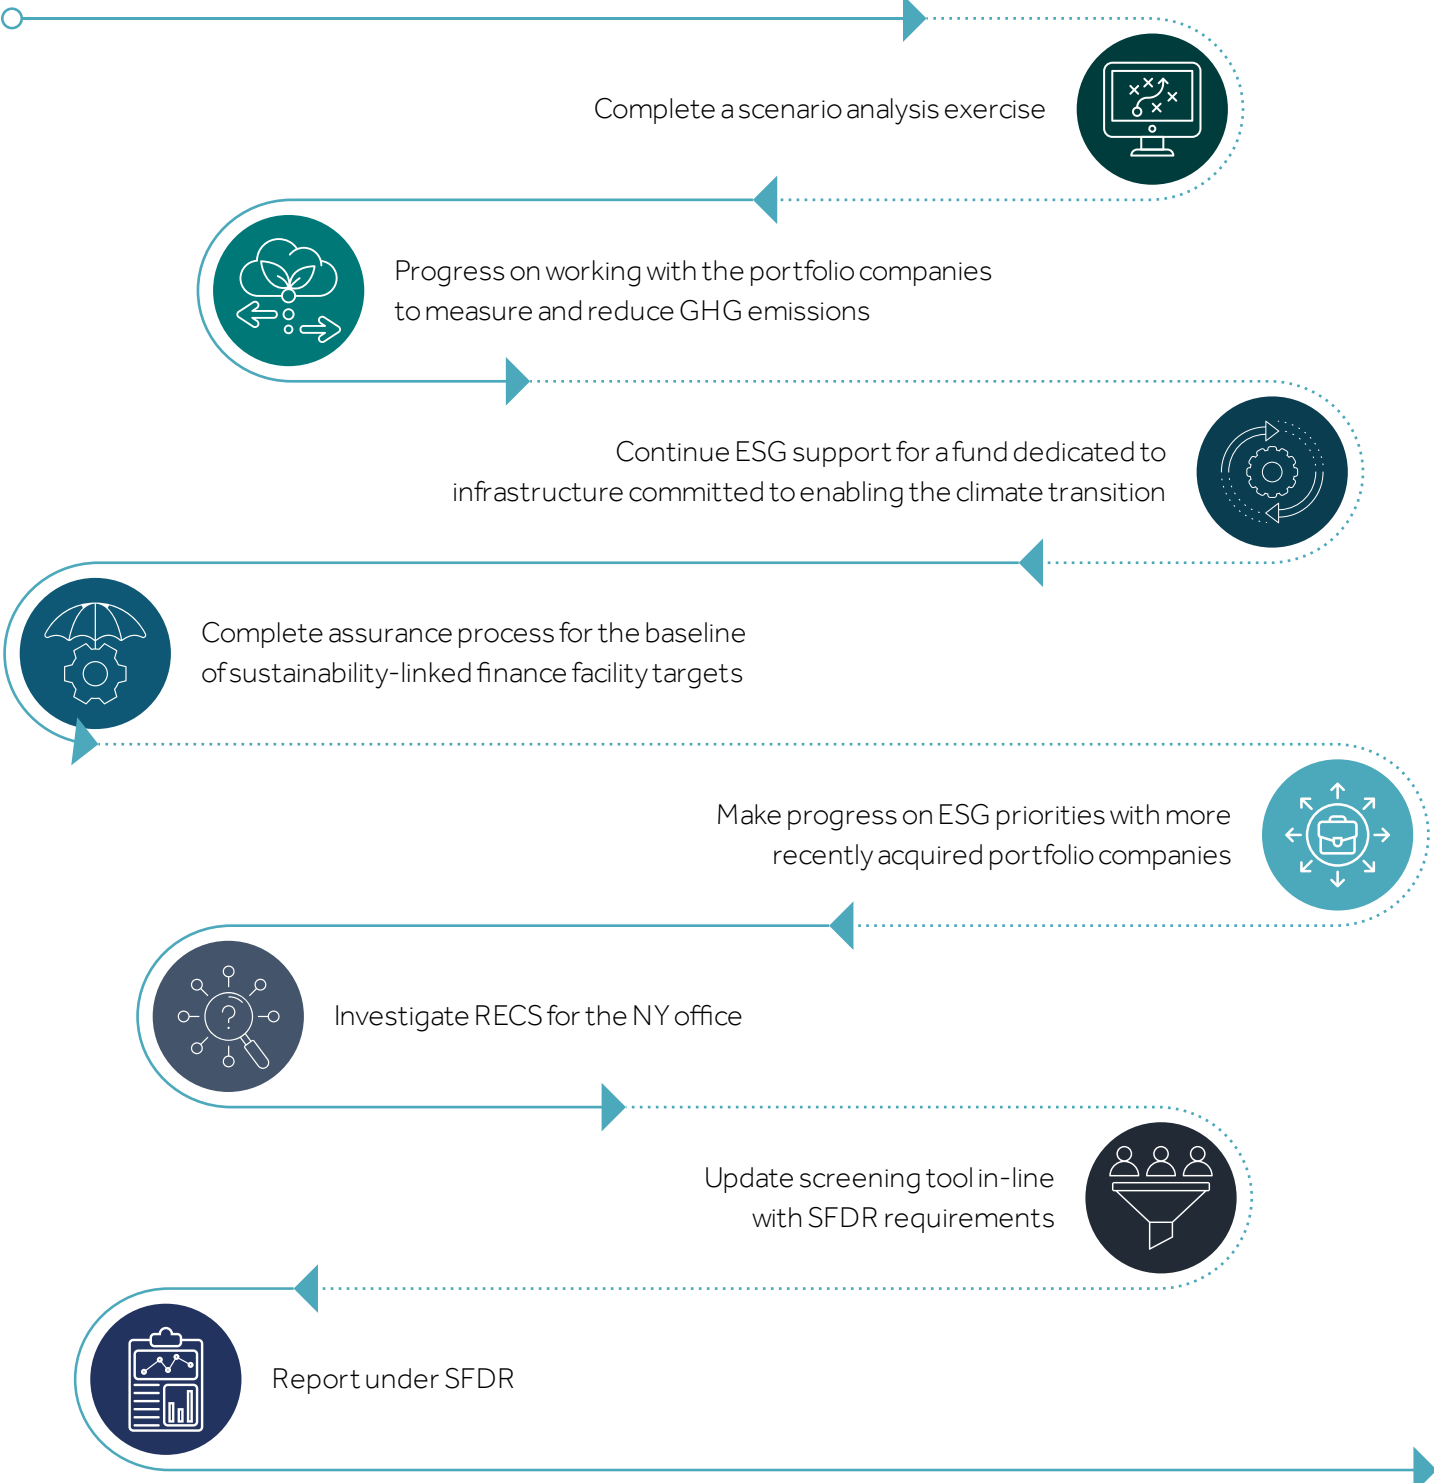 Complete a scenario analysis exercise
Progress on working with the portfolio companies
to measure and reduce GHG emissions
Continue ESG support for a fund dedicated to
infrastructure committed to enabling the climate transition
Complete assurance process for the baseline
of sustainability-linked finance facility targets
Make progress on ESG priorities with more
recently acquired portfolio companies
?
Investigate RECS for the NY office
Update screening tool in-line
with SFDR requirements
Report under SFDR